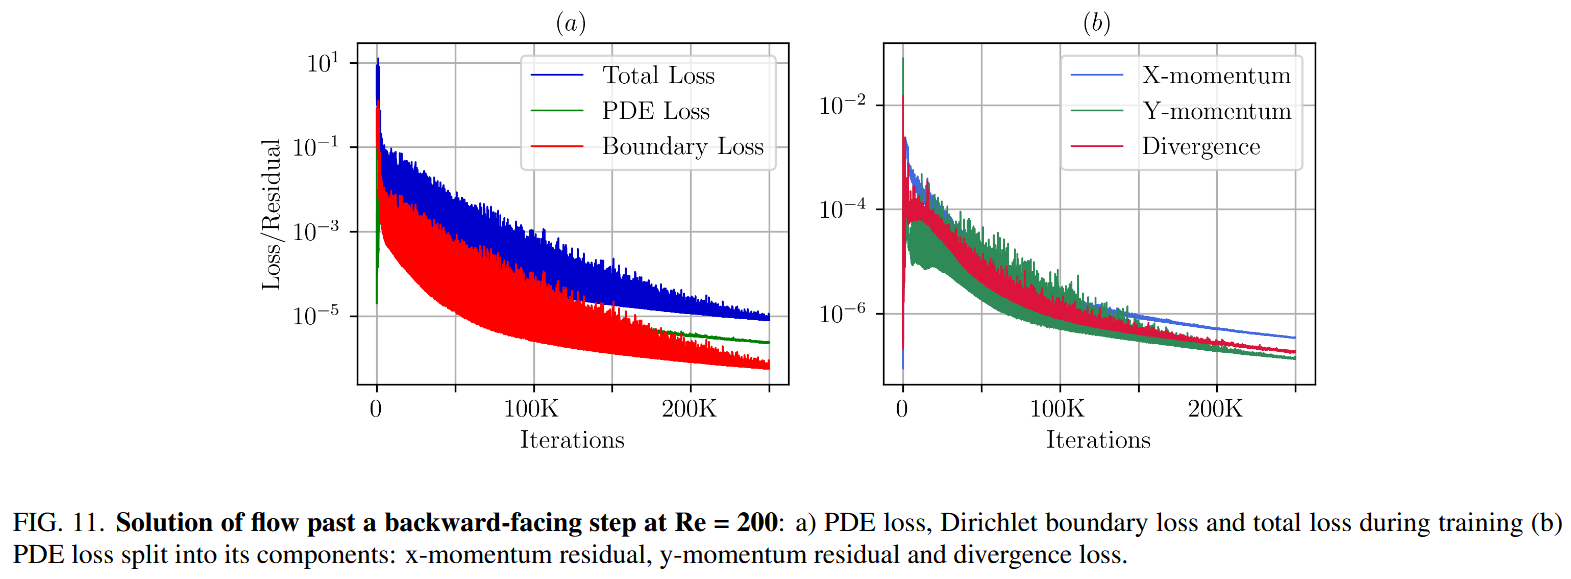 (a)
(b)
10^1
10^-1
10^-3
10^-5
Loss/Residual
Total Loss
PDE Loss
Boundary Loss
0
100K
200K
Iterations
10^-2
10^-4
10^-6
X-momentum
Y-momentum
Divergence
0
100K
200K
Iterations
FIG. 11. Solution of flow past a backward-facing step at Re = 200: a) PDE loss, Dirichlet boundary loss and total loss during training (b)
PDE loss split into its components: x-momentum residual, y-momentum residual and divergence loss.